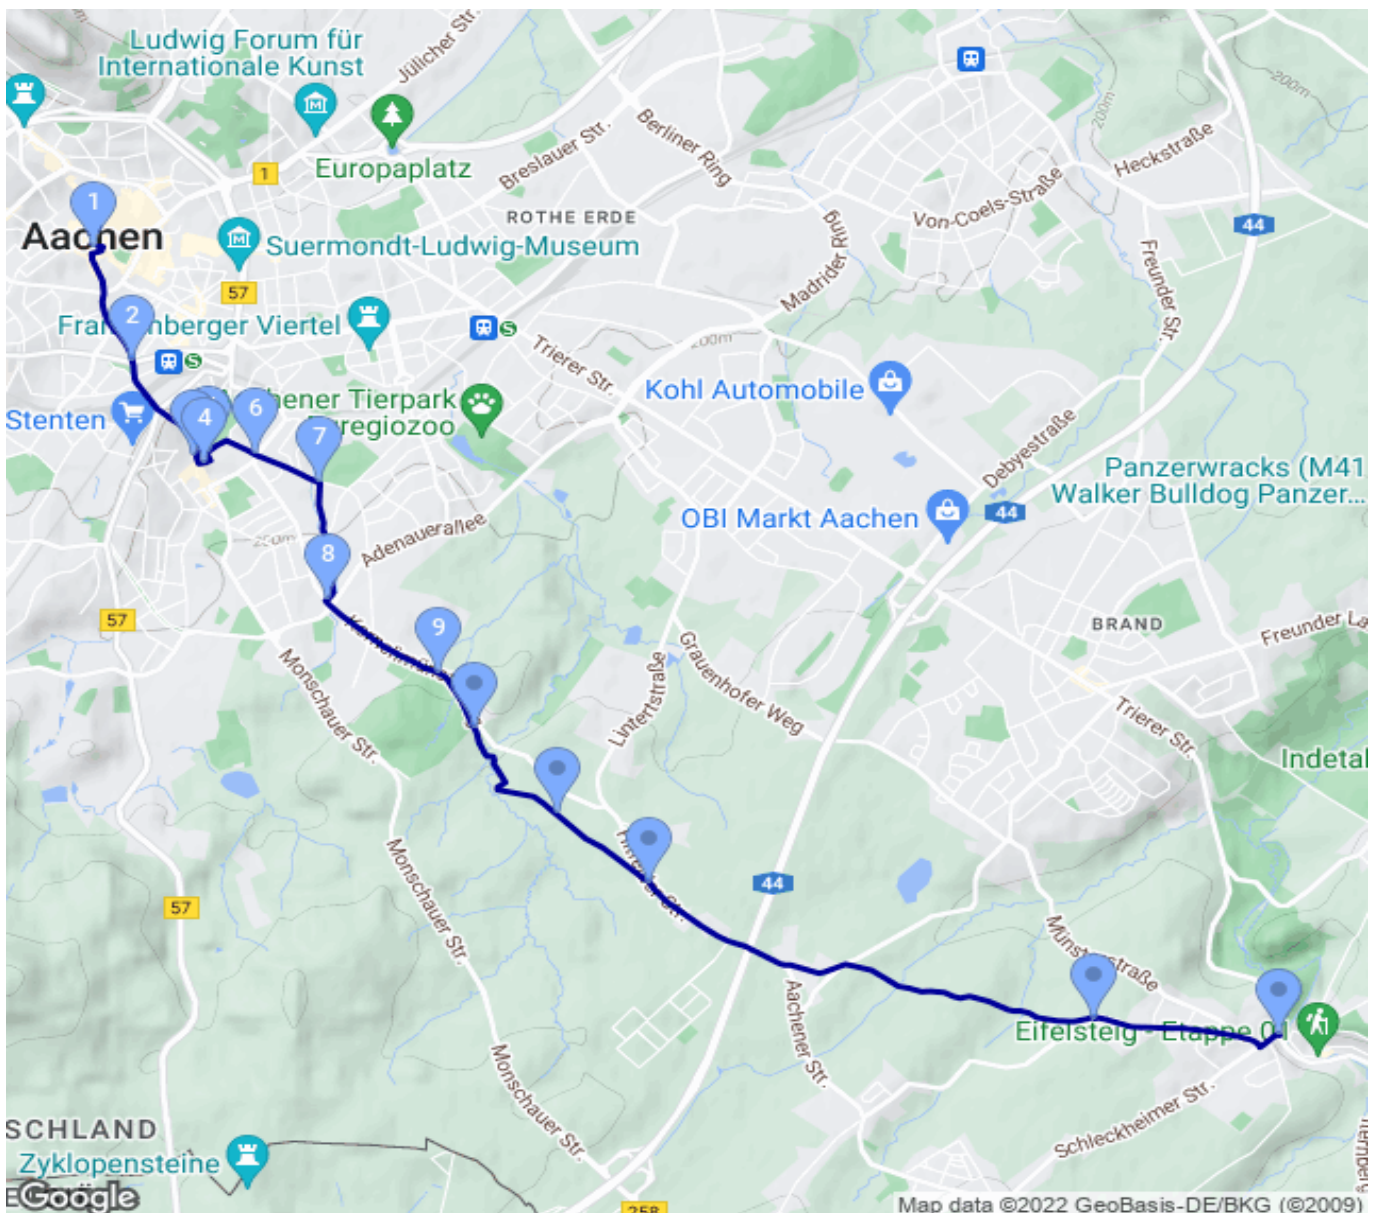 Ludwig Forum für
Internationale Kunst
Jülicher Str.
Europaplatz
1
Breslauer Str.
Berliner Ring
200m
200m
Heckstraße
Von-Coels-Straße
44
Freunder Str.
1
Aachen
ROTHE ERDE
Suermondt-Ludwig-Museum
57
Madrider Ring
2
S
S
Trierer Str.
200m
Kohl Automobile
Stenten
4
6
7
Debyestraße
Panzerwracks (M41
Walker Bulldog Panzer...
44
OBI Markt Aachen
Adenauerallee
8
57
9
BRAND
Freunder La
Monschauer Str.
Lintertstraße
Grauenhofer Weg
Trierer Str.
Indetal
Monschauer Str.
44
57
Aachener Str.
Eifelsteig - Etappe 01
Monschauer Str.
Schleckheimer Str.
SCHLAND
Zyklopensteine
Google
258
Map data ©2022 GeoBasis-DE/BKG (©2009)